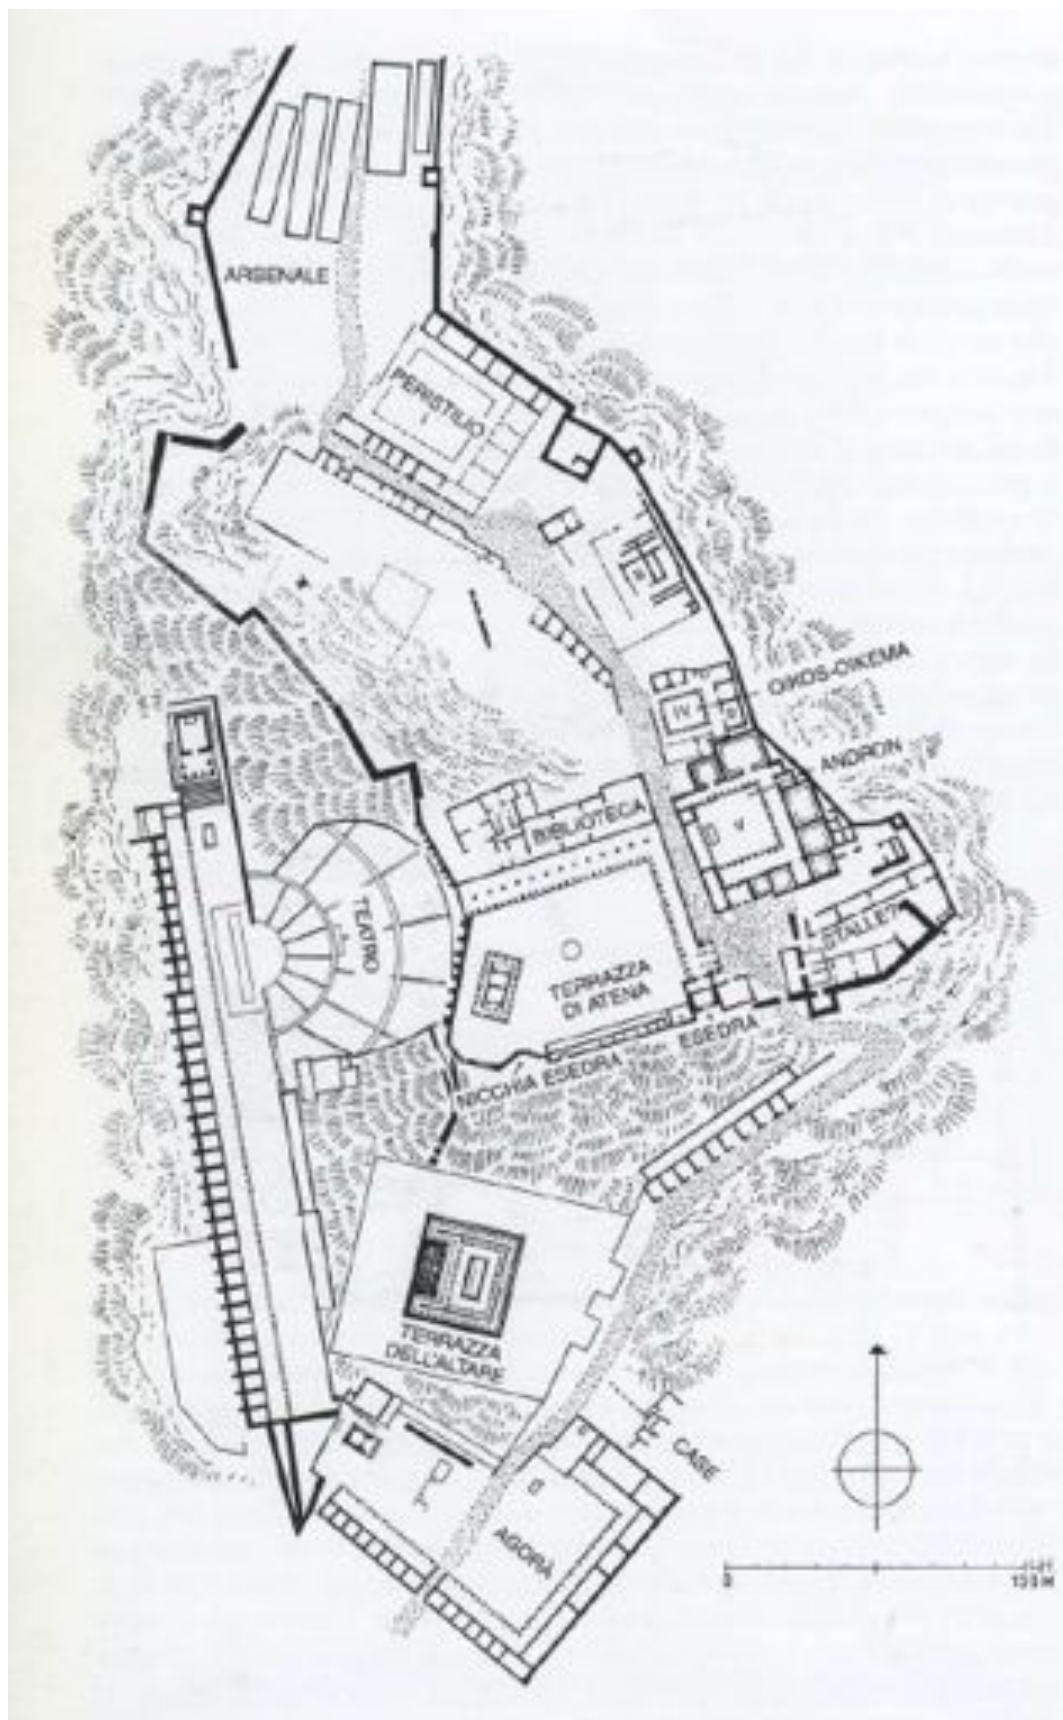 ARSENALE
PERISTILIO
I
OIKOS-OIKEMA
IV
ANDRON
V
BIBLIOTECA
TEATRO
STALLE?
TERRAZZA
DI ATENA
ESEDRA
NICCHIA ESEDRA
TERRAZZA
DELL'ALTARE
CASE
AGORÀ
0